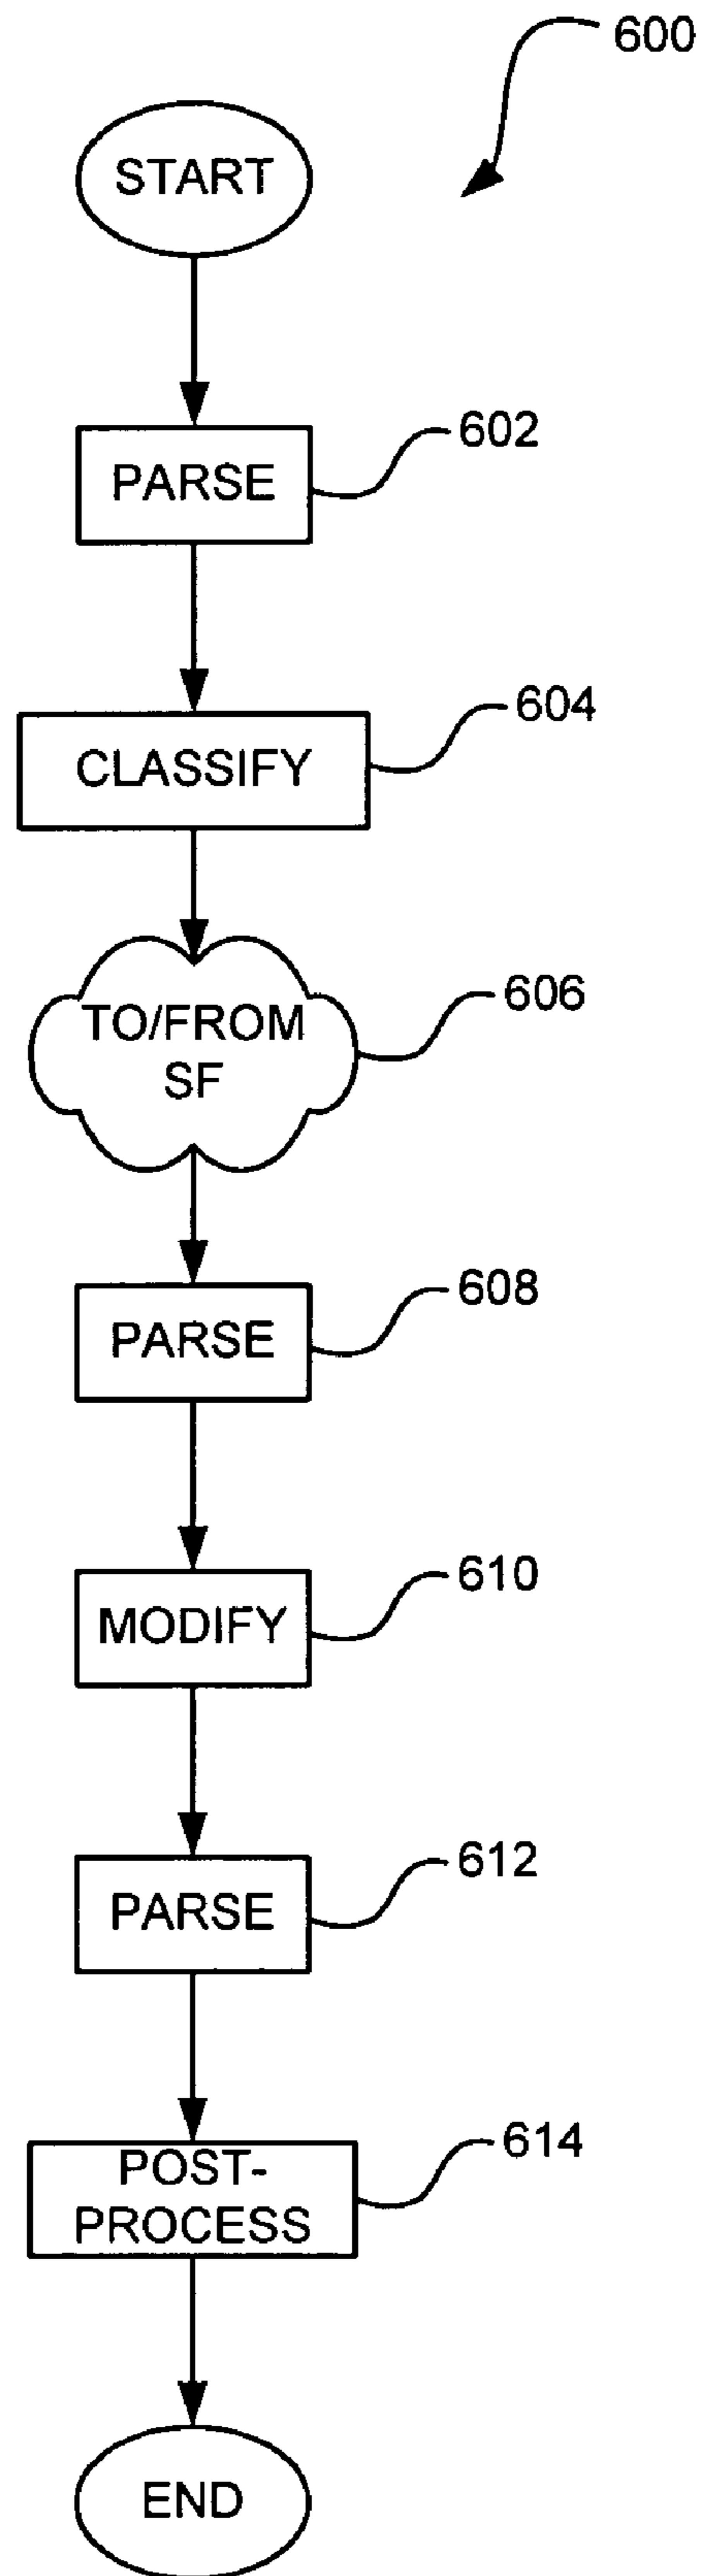 600
START
602
PARSE
604
CLASSIFY
606
TO/FROM
SF
608
PARSE
610
MODIFY
612
PARSE
614
POST-
PROCESS
END